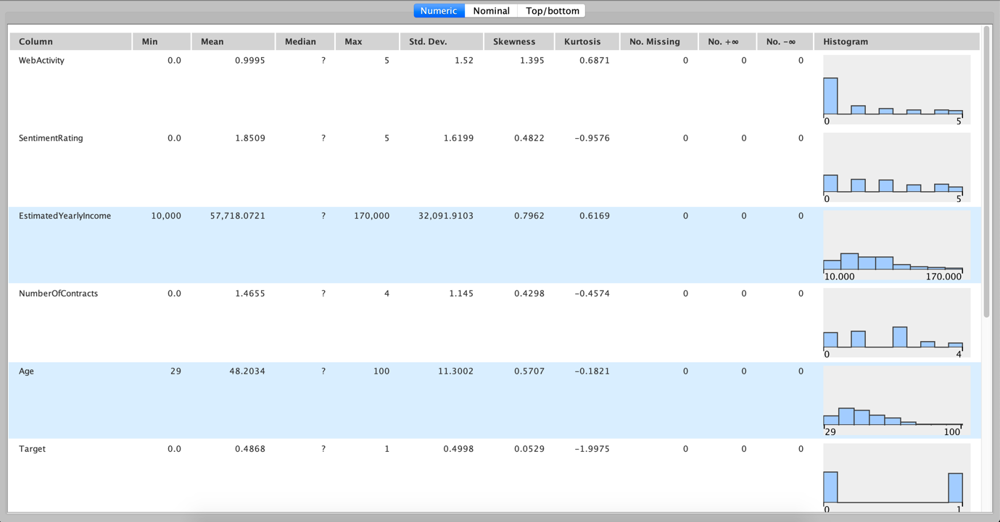 Numeric Nominal Top/bottom
Column Min Mean Median Max Std. Dev. Skewness Kurtosis No. Missing No. +∞ No. −∞ Histogram
WebActivity 0.0 0.9995 ? 5 1.52 1.395 0.6871 0 0 0
0 5
SentimentRating 0.0 1.8509 ? 5 1.6199 0.4822 −0.9576 0 0 0
0 5
EstimatedYearlyIncome 10,000 57,718.0721 ? 170,000 32,091.9103 0.7962 0.6169 0 0 0
10.000 170.000
NumberOfContracts 0.0 1.4655 ? 4 1.145 0.4298 −0.4574 0 0 0
0 4
Age 29 48.2034 ? 100 11.3002 0.5707 −0.1821 0 0 0
29 100
Target 0.0 0.4868 ? 1 0.4998 0.0529 −1.9975 0 0 0
0 1